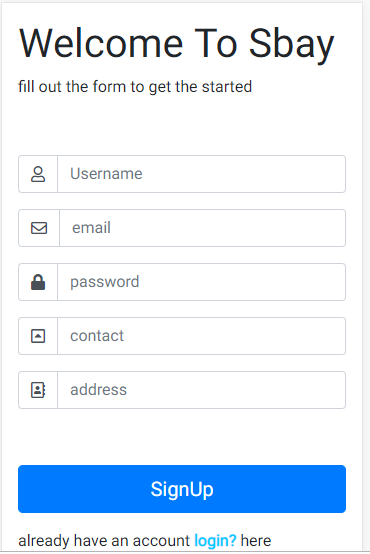 Welcome To Sbay
fill out the form to get the started
Username
email
password
contact
address
SignUp
already have an account login? here